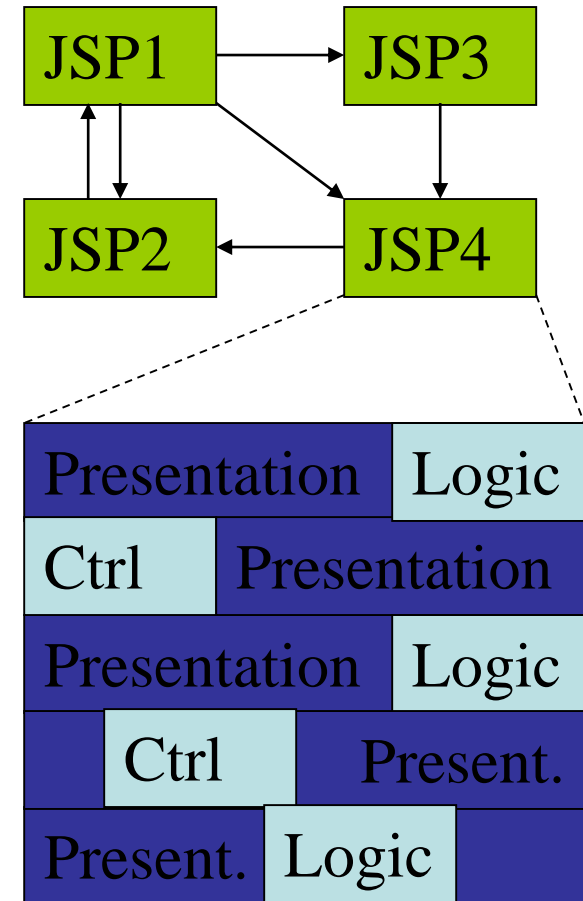 JSP1 JSP3
JSP2 JSP4
Presentation Logic
Ctrl Presentation
Presentation Logic
Ctrl Present.
Present. Logic